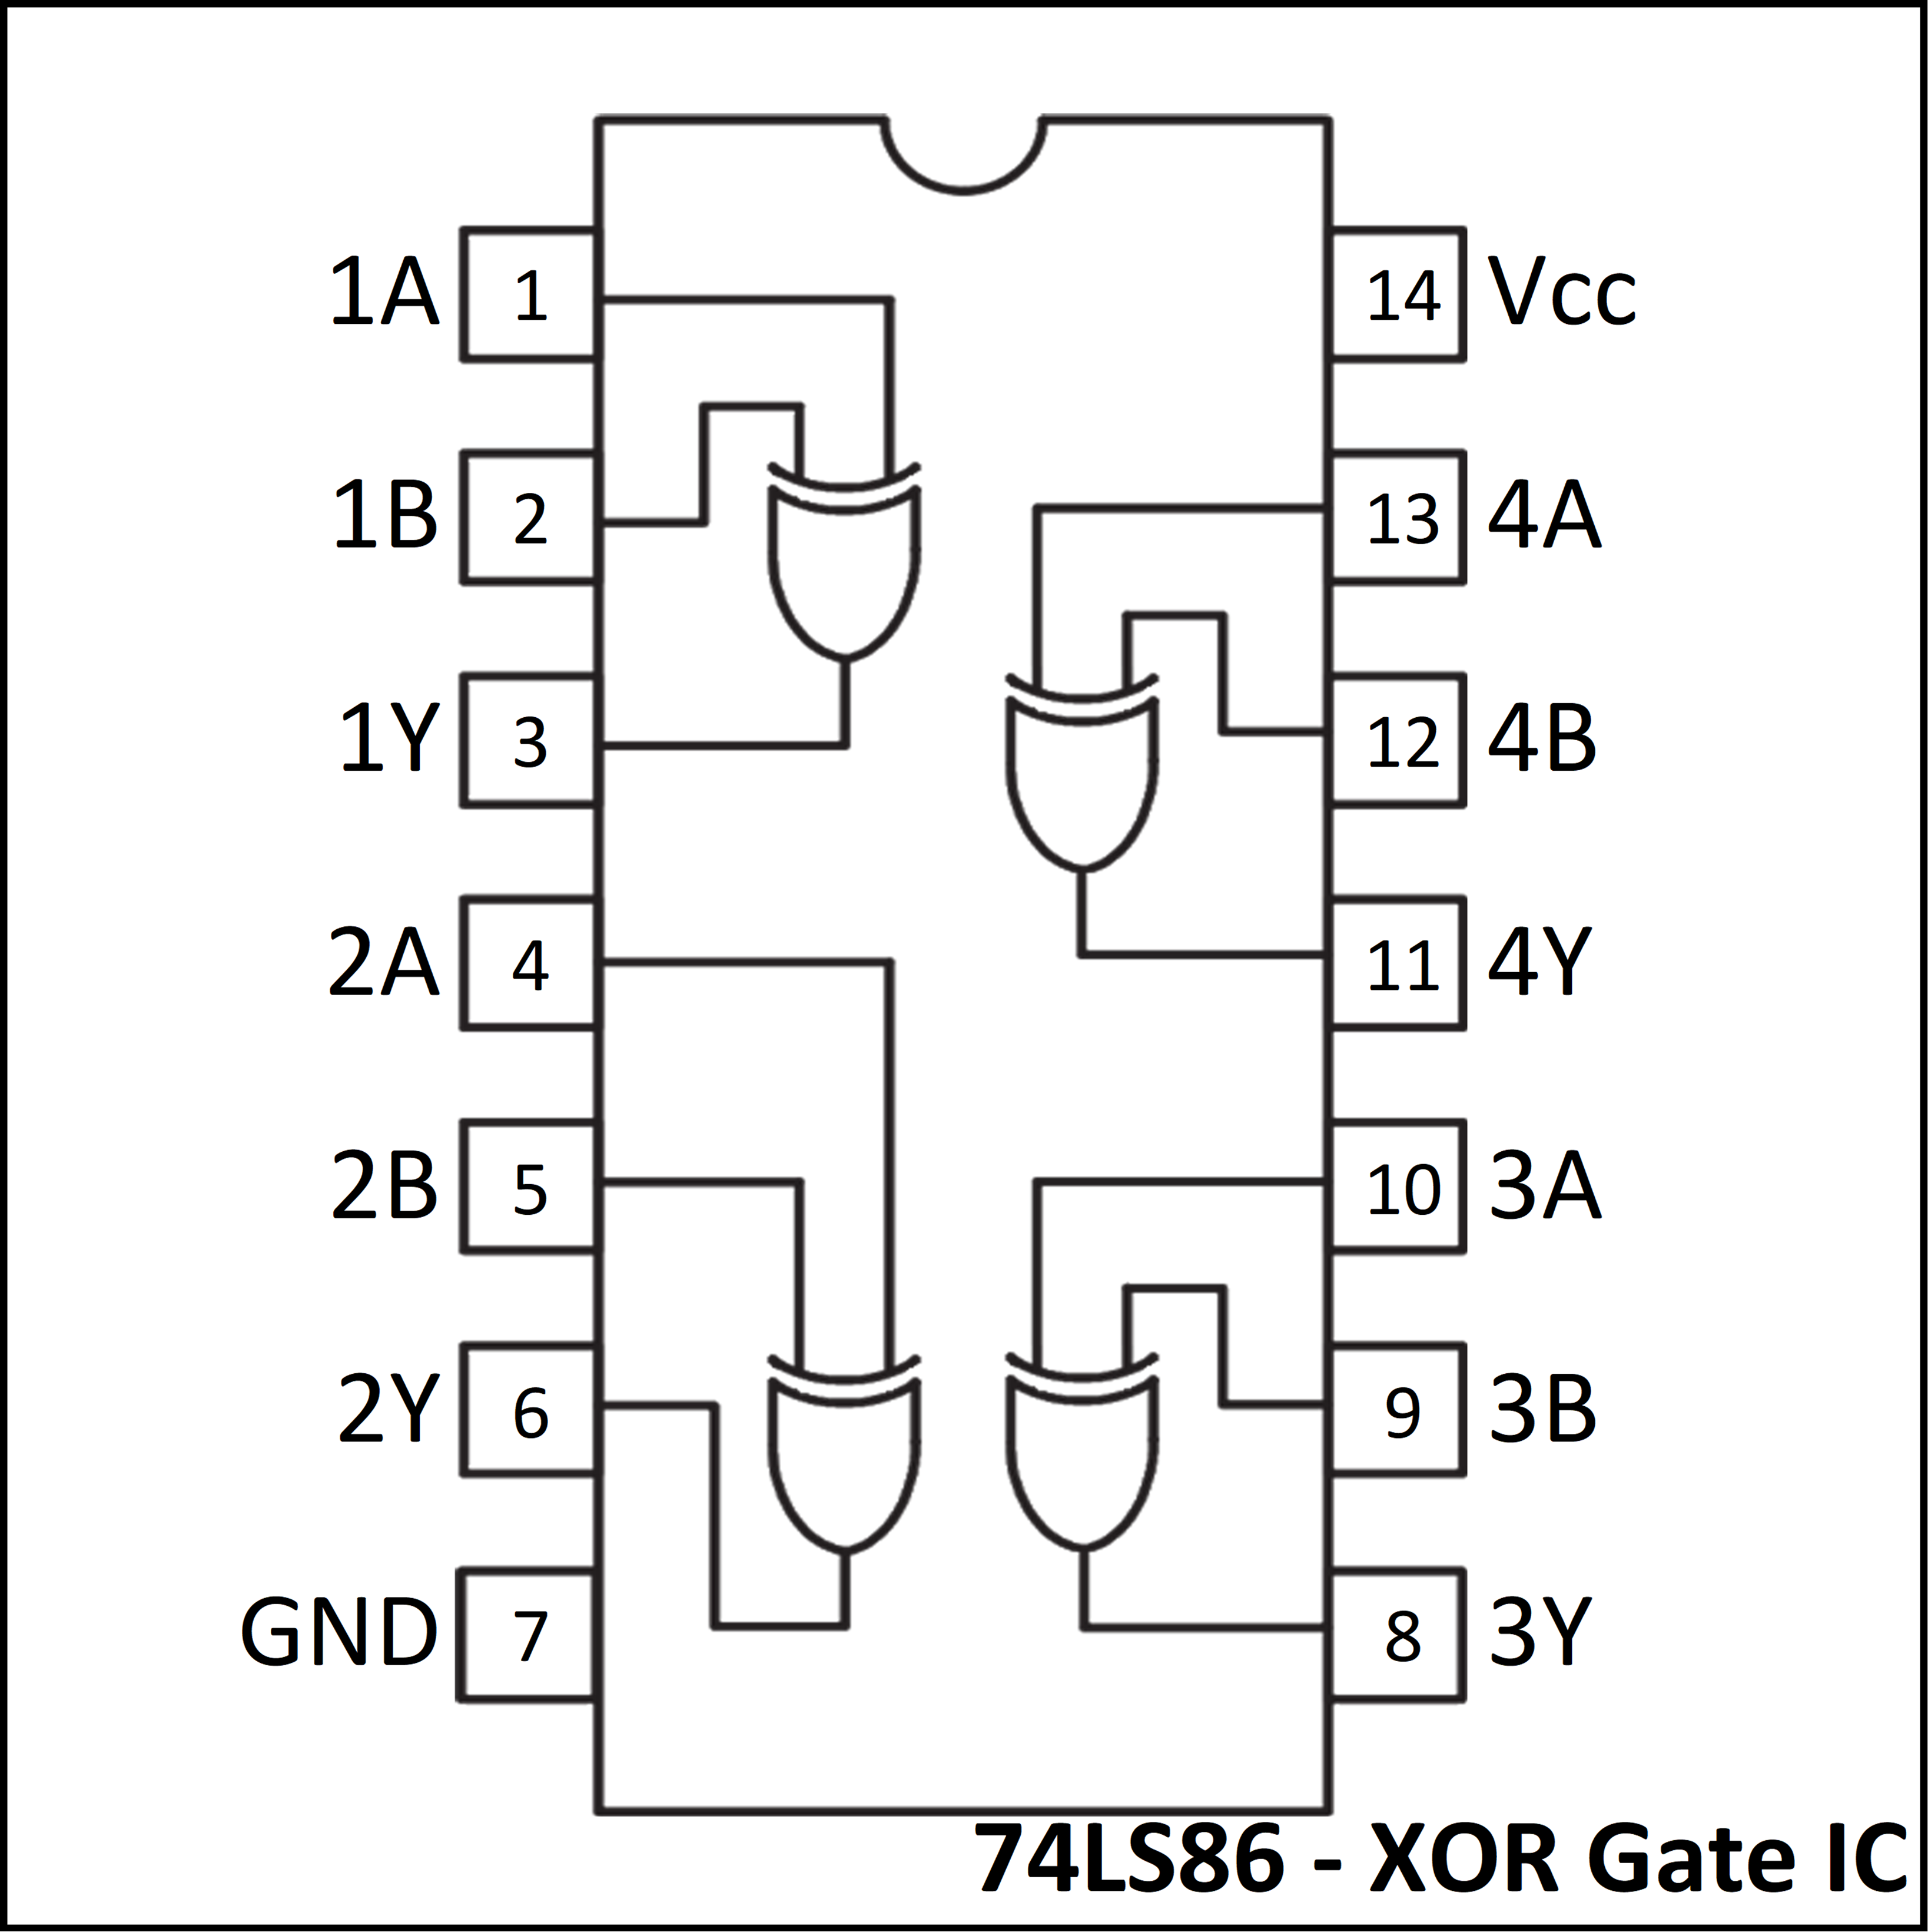 1A 1 14 Vcc
1B 2 13 4A
1Y 3 12 4B
2A 4 11 4Y
2B 5 10 3A
2Y 6 9 3B
GND 7 8 3Y
74LS86 - XOR Gate IC